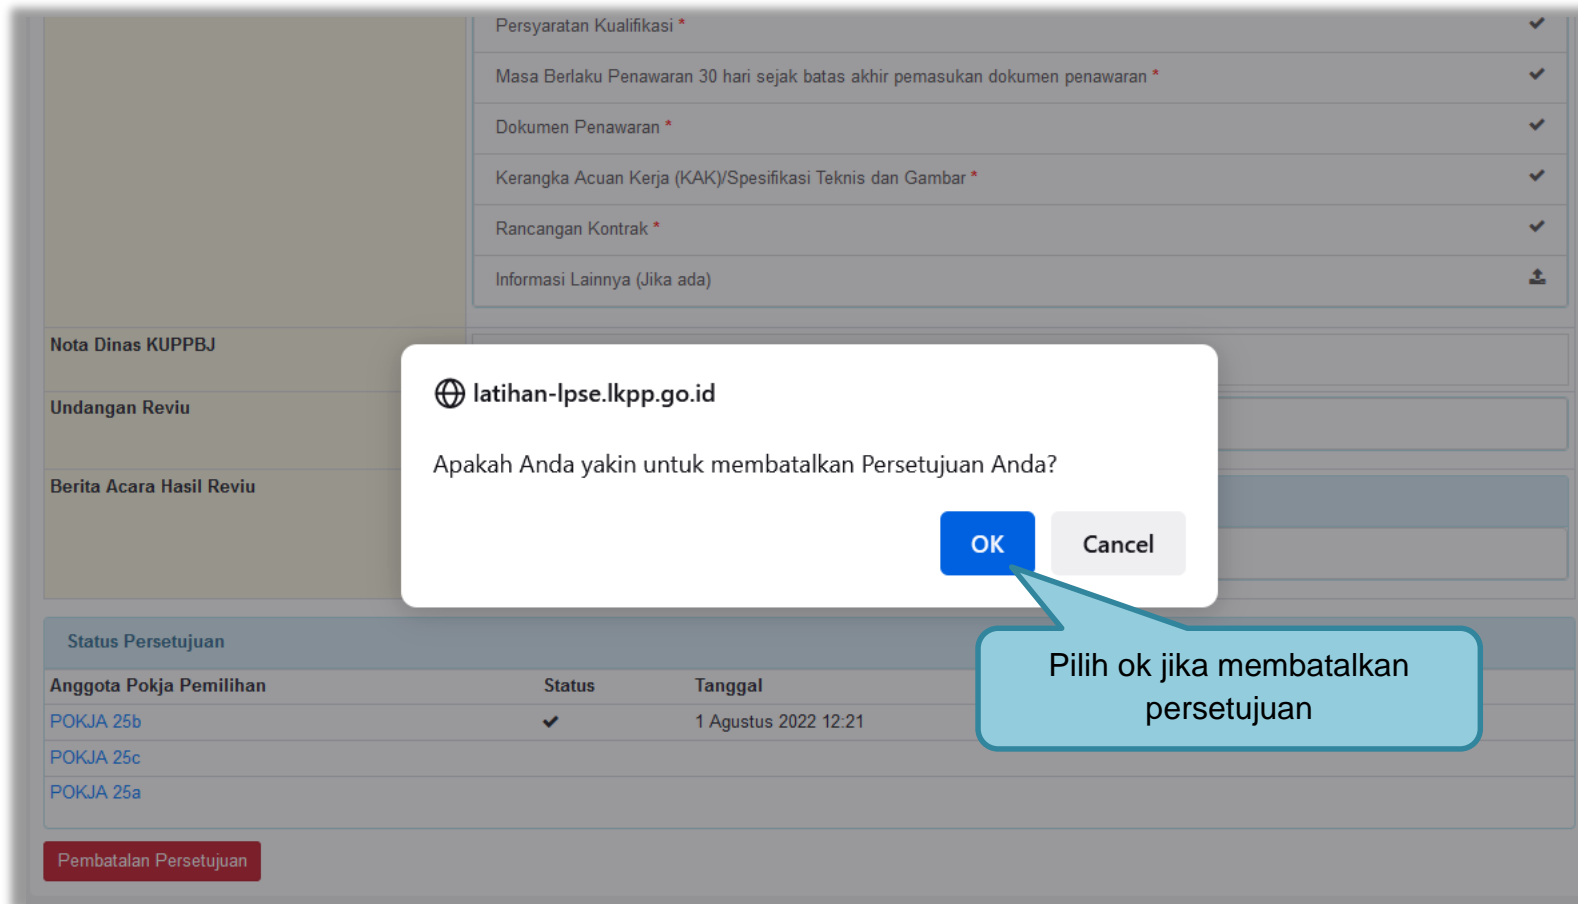 Persyaratan Kualifikasi *
Masa Berlaku Penawaran 30 hari sejak batas akhir pemasukan dokumen penawaran *
Dokumen Penawaran *
Kerangka Acuan Kerja (KAK)/Spesifikasi Teknis dan Gambar *
Rancangan Kontrak *
Informasi Lainnya (Jika ada)
Nota Dinas KUPPBJ
Undangan Reviu
Berita Acara Hasil Reviu
latihan-lpse.lkpp.go.id
Apakah Anda yakin untuk membatalkan Persetujuan Anda?
OK Cancel
Pilih ok jika membatalkan
persetujuan
Status Persetujuan
Anggota Pokja Pemilihan Status Tanggal
POKJA 25b ✔ 1 Agustus 2022 12:21
POKJA 25c
POKJA 25a
Pembatalan Persetujuan